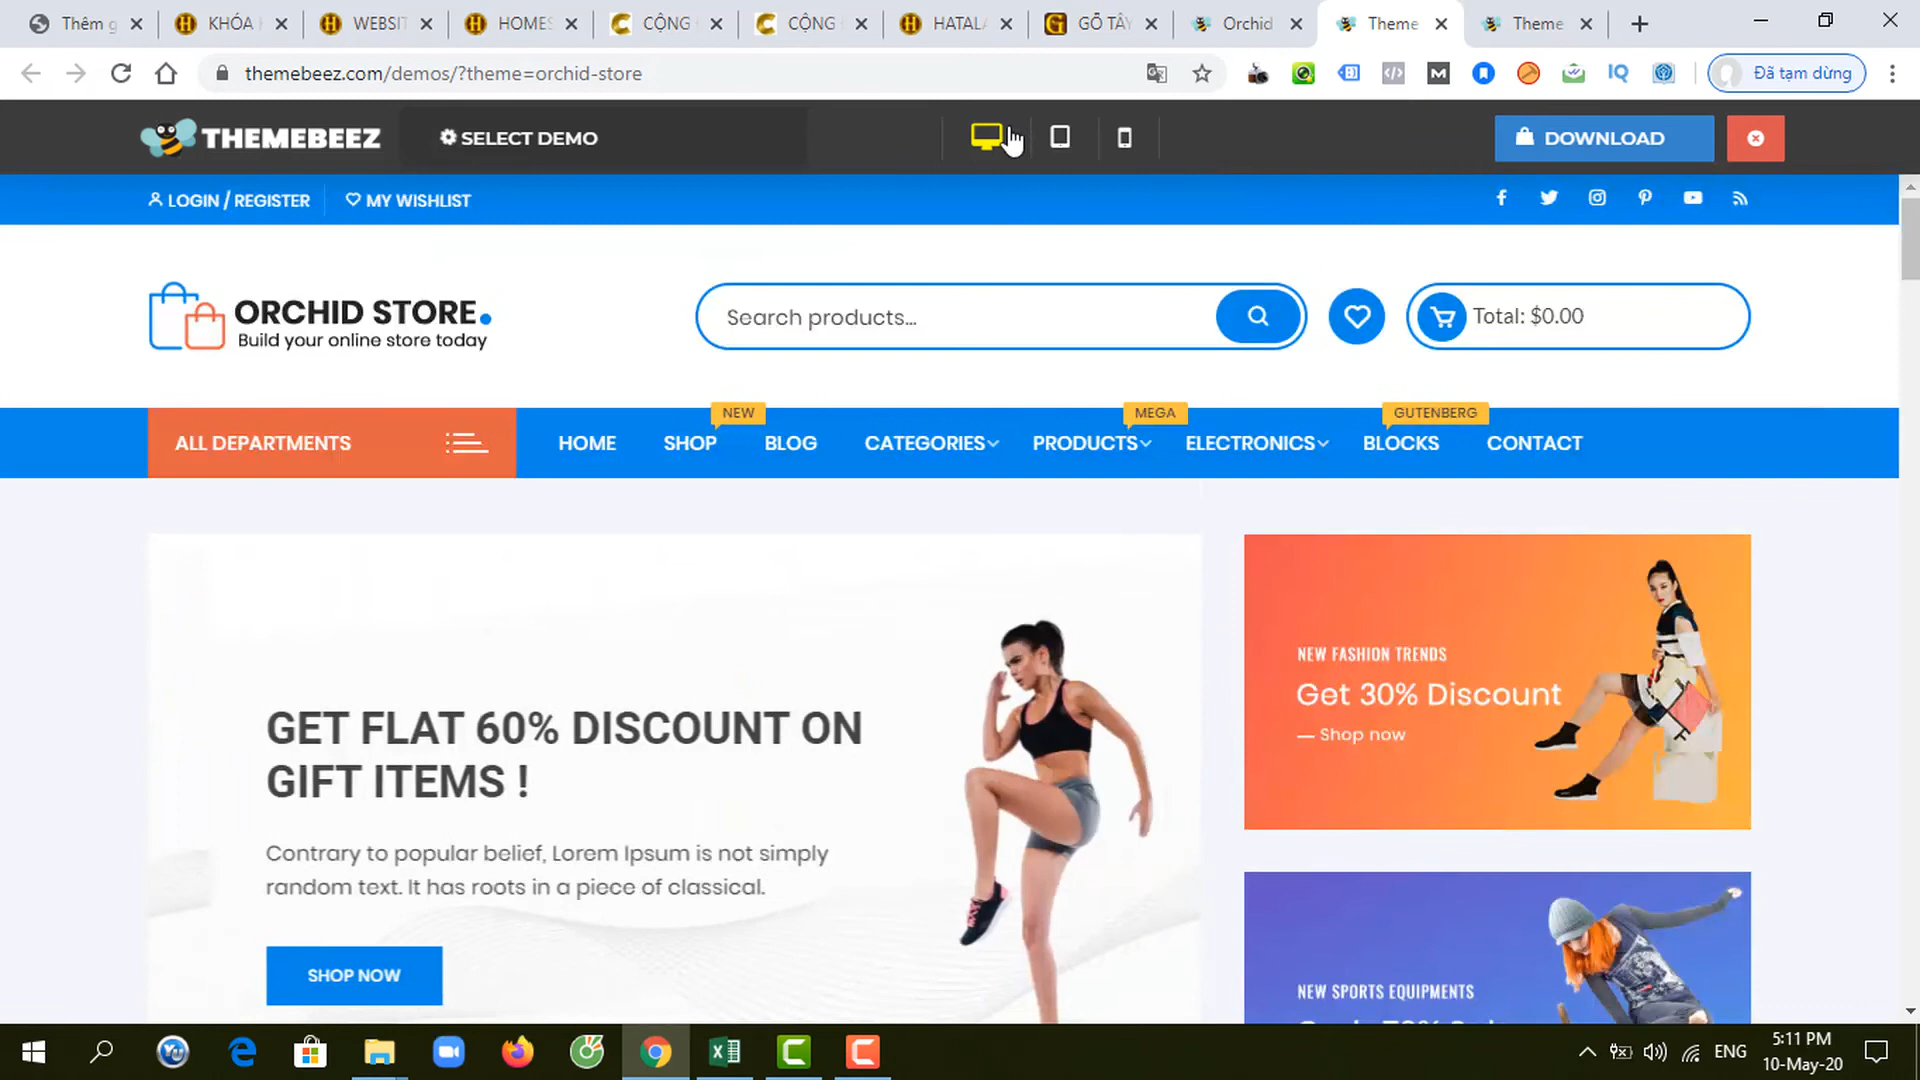 Thêm g
KHÓA
WEBSIT
HOMES
CỘNG
CỘNG
HATAL
GỖ TÂY
Orchid
Theme
Theme
themebeez.com/demos/?theme=orchid-store
IQ
Đã tạm dừng
THEMEBEEZ
SELECT DEMO
DOWNLOAD
LOGIN / REGISTER
MY WISHLIST
ORCHID STORE.
Build your online store today
Search products...
Total: $0.00
NEW
MEGA
GUTENBERG
ALL DEPARTMENTS
HOME
SHOP
BLOG
CATEGORIES
PRODUCTS
ELECTRONICS
BLOCKS
CONTACT
GET FLAT 60% DISCOUNT ON
GIFT ITEMS !
Contrary to popular belief, Lorem Ipsum is not simply
random text. It has roots in a piece of classical.
SHOP NOW
NEW FASHION TRENDS
Get 30% Discount
— Shop now
NEW SPORTS EQUIPMENTS
ENG
5:11 PM
10-May-20